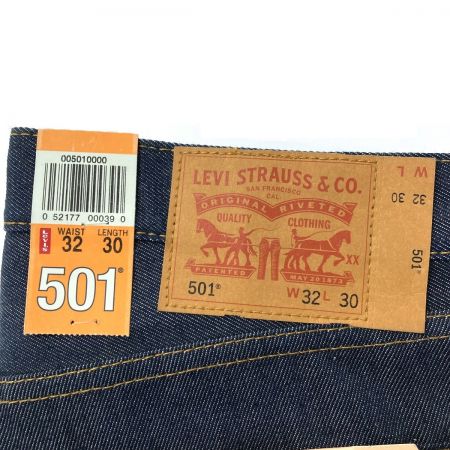 005010000
0 52177 00039 0
Levi's
WAIST LENGTH
32 30
501®
LEVI STRAUSS & CO.
SAN FRANCISCO
CAL
ORIGINAL RIVETED
QUALITY CLOTHING
XX
PATENTED MAY 20 1873
501® W 32 L 30
W L
32 30
501®